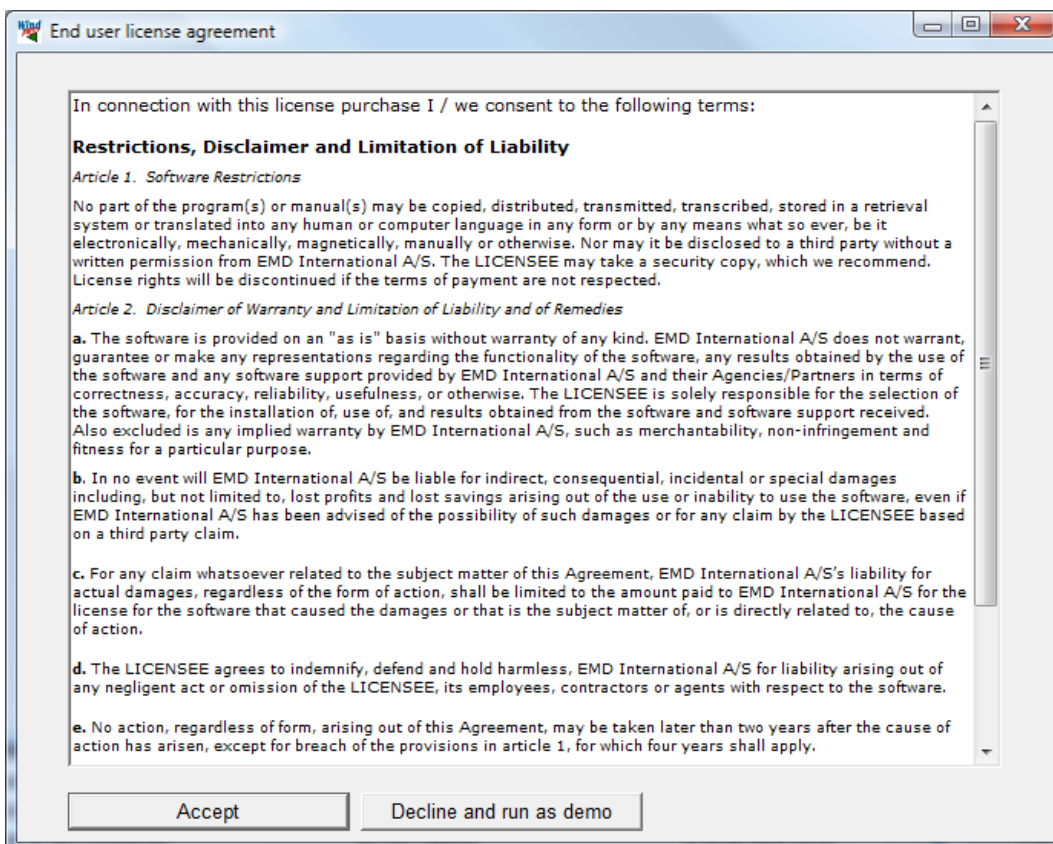 Wind
End user license agreement
In connection with this license purchase I / we consent to the following terms:
Restrictions, Disclaimer and Limitation of Liability
Article 1. Software Restrictions
No part of the program(s) or manual(s) may be copied, distributed, transmitted, transcribed, stored in a retrieval
system or translated into any human or computer language in any form or by any means what so ever, be it
electronically, mechanically, magnetically, manually or otherwise. Nor may it be disclosed to a third party without a
written permission from EMD International A/S. The LICENSEE may take a security copy, which we recommend.
License rights will be discontinued if the terms of payment are not respected.
Article 2. Disclaimer of Warranty and Limitation of Liability and of Remedies
a. The software is provided on an "as is" basis without warranty of any kind. EMD International A/S does not warrant,
guarantee or make any representations regarding the functionality of the software, any results obtained by the use of
the software and any software support provided by EMD International A/S and their Agencies/Partners in terms of
correctness, accuracy, reliability, usefulness, or otherwise. The LICENSEE is solely responsible for the selection of
the software, for the installation of, use of, and results obtained from the software and software support received.
Also excluded is any implied warranty by EMD International A/S, such as merchantability, non-infringement and
fitness for a particular purpose.
b. In no event will EMD International A/S be liable for indirect, consequential, incidental or special damages
including, but not limited to, lost profits and lost savings arising out of the use or inability to use the software, even if
EMD International A/S has been advised of the possibility of such damages or for any claim by the LICENSEE based
on a third party claim.
c. For any claim whatsoever related to the subject matter of this Agreement, EMD International A/S's liability for
actual damages, regardless of the form of action, shall be limited to the amount paid to EMD International A/S for the
license for the software that caused the damages or that is the subject matter of, or is directly related to, the cause
of action.
d. The LICENSEE agrees to indemnify, defend and hold harmless, EMD International A/S for liability arising out of
any negligent act or omission of the LICENSEE, its employees, contractors or agents with respect to the software.
e. No action, regardless of form, arising out of this Agreement, may be taken later than two years after the cause of
action has arisen, except for breach of the provisions in article 1, for which four years shall apply.
Accept
Decline and run as demo